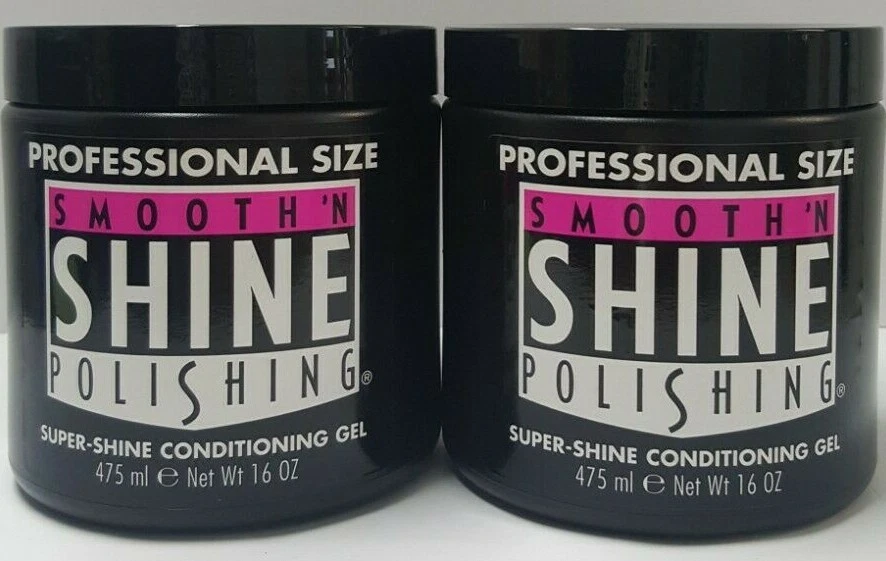 PROFESSIONAL SIZE
SMOOTH 'N
SHINE
POLISHING®
SUPER-SHINE CONDITIONING GEL
475 ml ℮ Net Wt 16 OZ
PROFESSIONAL SIZE
SMOOTH 'N
SHINE
POLISHING®
SUPER-SHINE CONDITIONING GEL
475 ml ℮ Net Wt 16 OZ